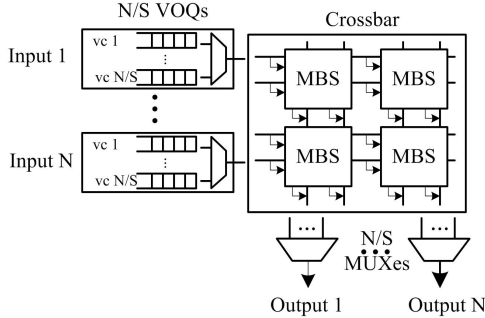 N/S VOQs
Crossbar
Input 1
vc 1
vc N/S
MBS
MBS
Input N
vc 1
vc N/S
MBS
MBS
N/S
MUXes
Output 1
Output N